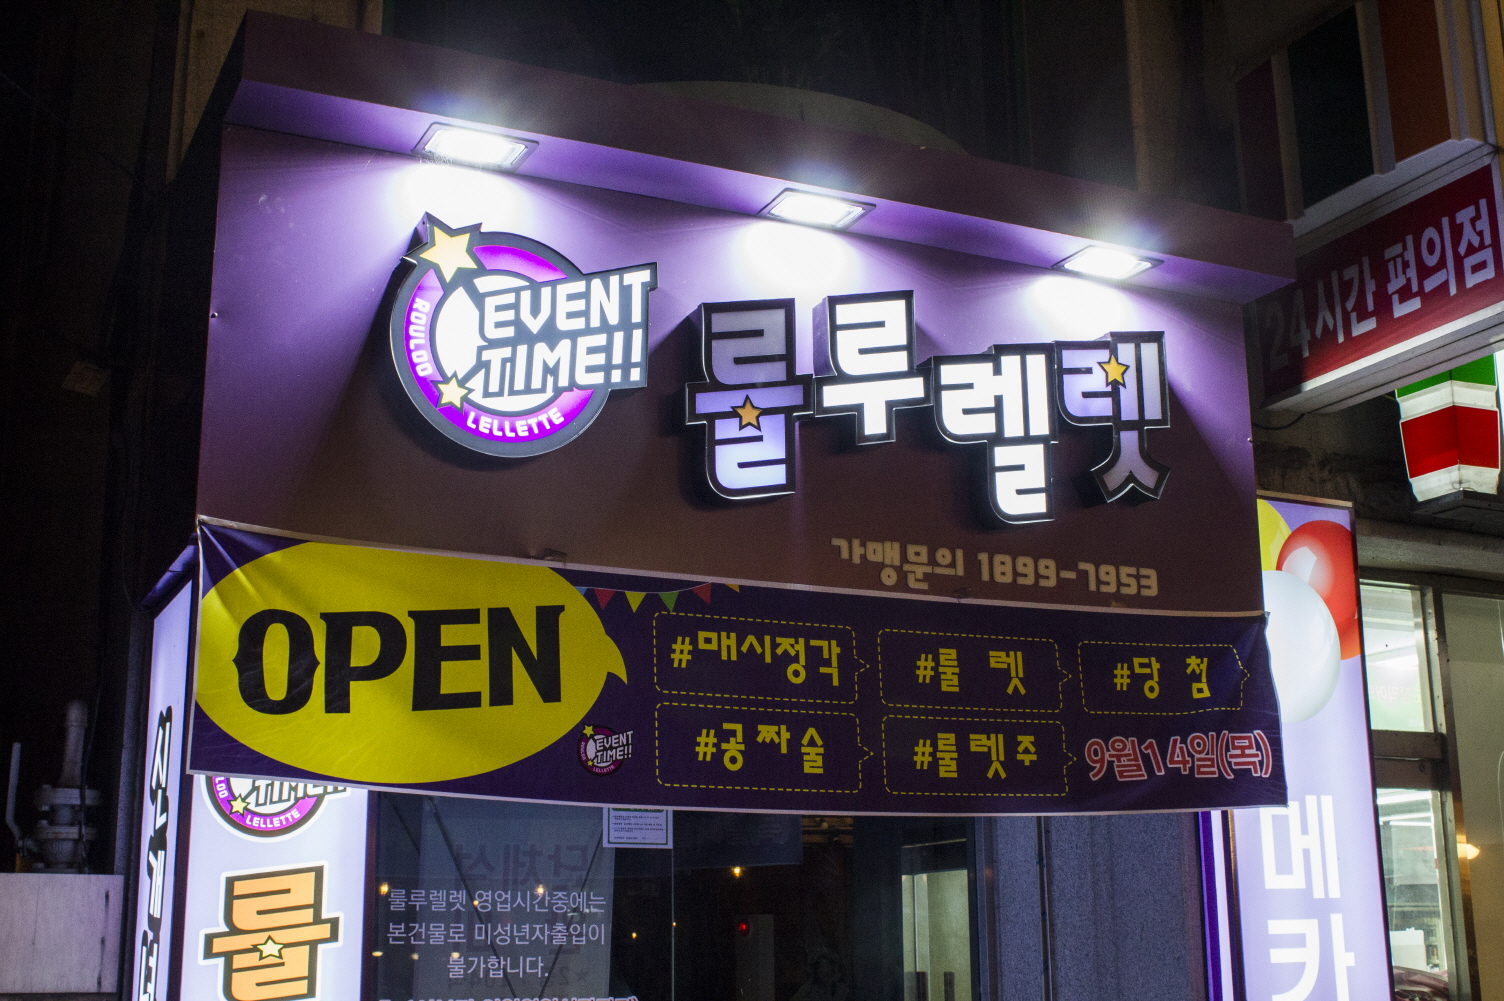 EVENT
TIME!!
ROULOO
LELLETTE
룰루렐렛
가맹문의 1899-7953
24시간 편의점
OPEN
#매시정각 #룰 렛 #당 첨
#공짜술 #룰렛주 9월14일(목)
EVENT
TIME!!
LELLETTE
룰
룰루렐렛 영업시간중에는
본건물로 미성년자출입이
불가합니다.
메
카